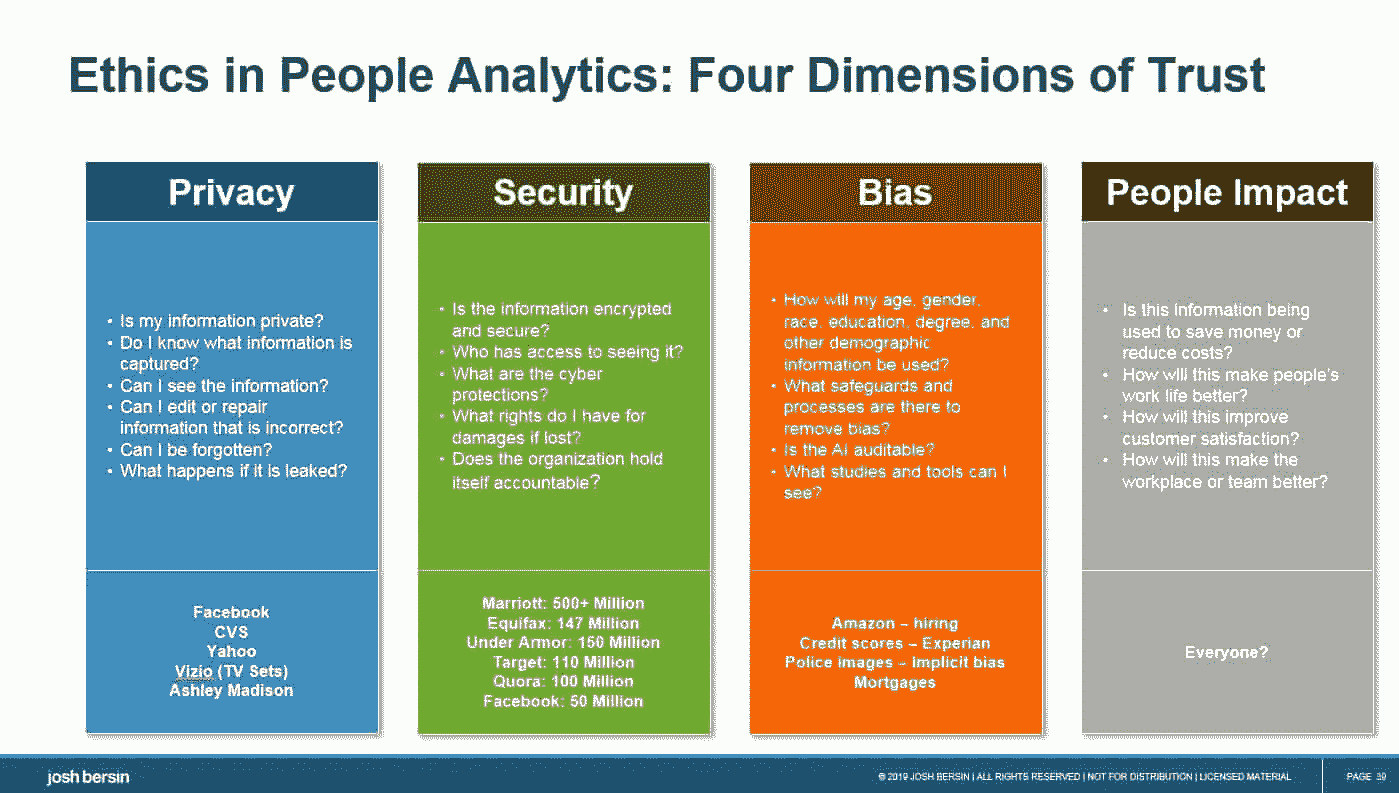 Ethics in People Analytics: Four Dimensions of Trust
Privacy
• Is my information private?
• Do I know what information is
captured?
• Can I see the information?
• Can I edit or repair
information that is incorrect?
• Can I be forgotten?
• What happens if it is leaked?
Facebook
CVS
Yahoo
Vizio (TV Sets)
Ashley Madison
Security
• Is the information encrypted
and secure?
• Who has access to seeing it?
• What are the cyber
protections?
• What rights do I have for
damages if lost?
• Does the organization hold
itself accountable?
Marriott: 500+ Million
Equifax: 147 Million
Under Armor: 150 Million
Target: 110 Million
Quora: 100 Million
Facebook: 50 Million
Bias
• How will my age, gender,
race, education, degree, and
other demographic
information be used?
• What safeguards and
processes are there to
remove bias?
• Is the AI auditable?
• What studies and tools can I
see?
Amazon – hiring
Credit scores – Experian
Police images – implicit bias
Mortgages
People Impact
• Is this information being
used to save money or
reduce costs?
• How will this make people's
work life better?
• How will this improve
customer satisfaction?
• How will this make the
workplace or team better?
Everyone?
josh bersin
© 2019 JOSH BERSIN | ALL RIGHTS RESERVED | NOT FOR DISTRIBUTION | LICENSED MATERIAL
PAGE 39